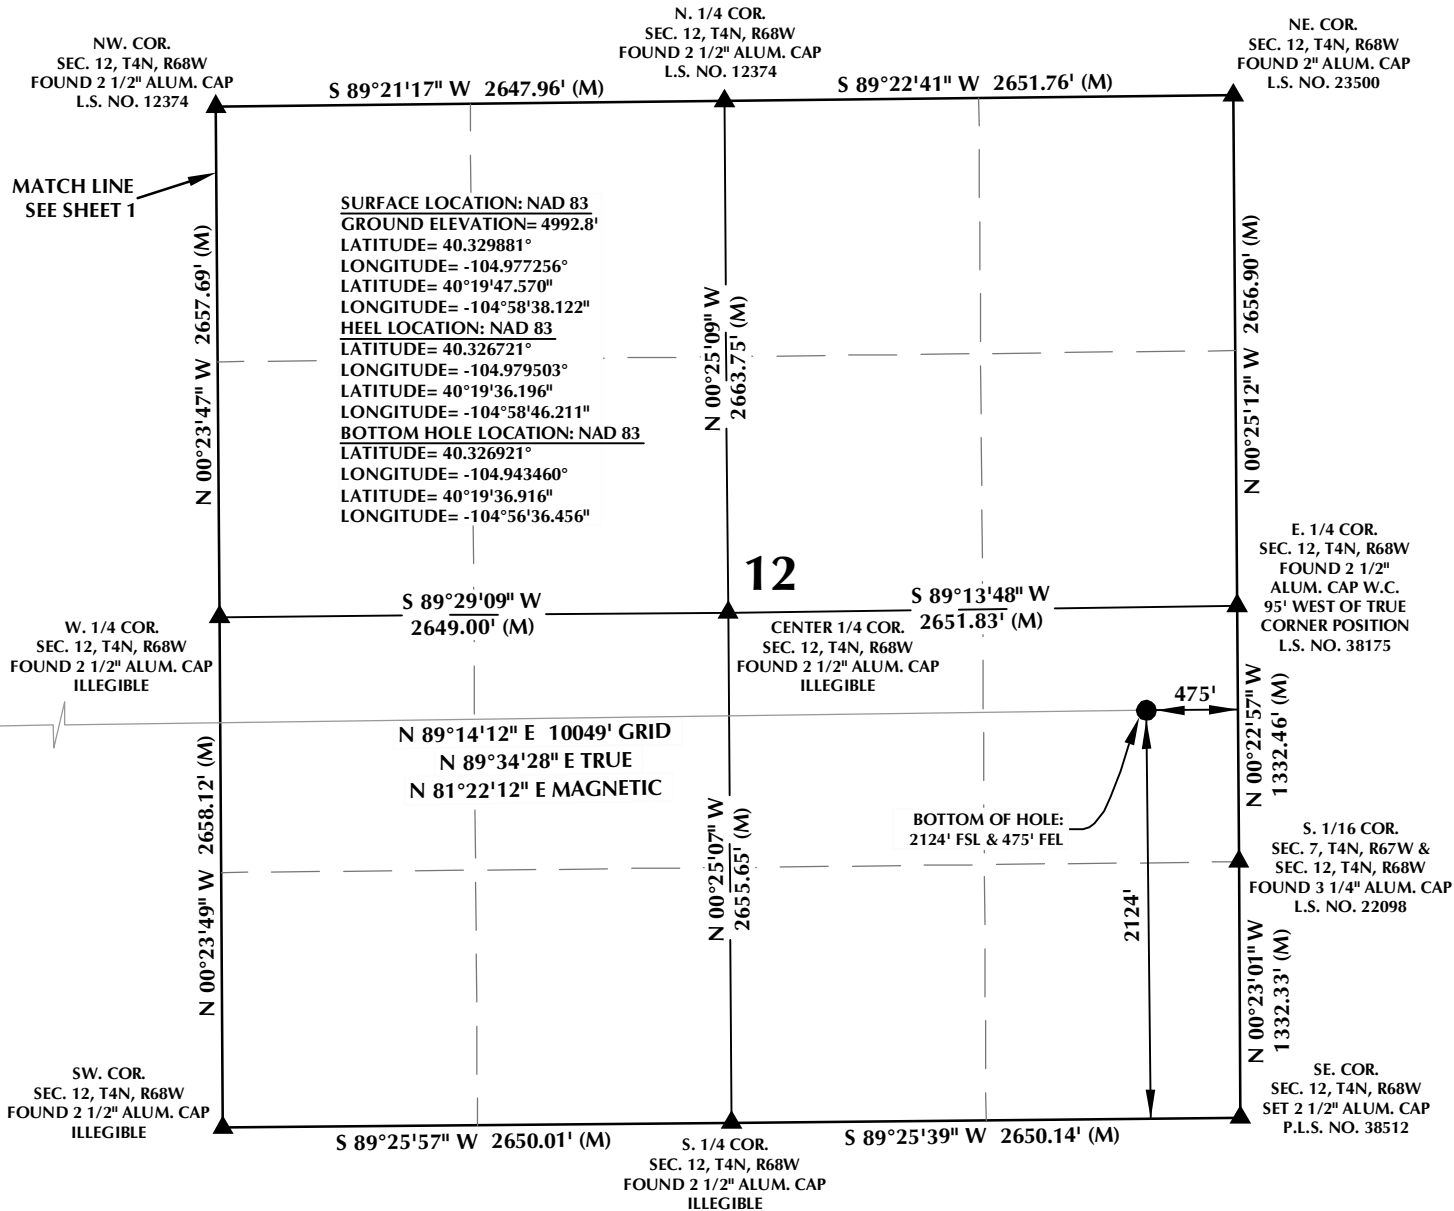 N. 1/4 COR.
SEC. 12, T4N, R68W
FOUND 2 1/2" ALUM. CAP
L.S. NO. 12374
NW. COR.
SEC. 12, T4N, R68W
FOUND 2 1/2" ALUM. CAP
L.S. NO. 12374
NE. COR.
SEC. 12, T4N, R68W
FOUND 2" ALUM. CAP
L.S. NO. 23500
S 89°21'17" W 2647.96' (M)
S 89°22'41" W 2651.76' (M)
MATCH LINE
SEE SHEET 1
SURFACE LOCATION: NAD 83
GROUND ELEVATION= 4992.8'
LATITUDE= 40.329881°
LONGITUDE= -104.977256°
LATITUDE= 40°19'47.570"
LONGITUDE= -104°58'38.122"
HEEL LOCATION: NAD 83
LATITUDE= 40.326721°
LONGITUDE= -104.979503°
LATITUDE= 40°19'36.196"
LONGITUDE= -104°58'46.211"
BOTTOM HOLE LOCATION: NAD 83
LATITUDE= 40.326921°
LONGITUDE= -104.943460°
LATITUDE= 40°19'36.916"
LONGITUDE= -104°56'36.456"
N 00°23'47" W 2657.69' (M)
N 00°25'09" W
2663.75' (M)
N 00°25'12" W 2656.90' (M)
12
E. 1/4 COR.
SEC. 12, T4N, R68W
FOUND 2 1/2"
ALUM. CAP W.C.
95' WEST OF TRUE
CORNER POSITION
L.S. NO. 38175
S 89°29'09" W
2649.00' (M)
S 89°13'48" W
2651.83' (M)
W. 1/4 COR.
SEC. 12, T4N, R68W
FOUND 2 1/2" ALUM. CAP
ILLEGIBLE
CENTER 1/4 COR.
SEC. 12, T4N, R68W
FOUND 2 1/2" ALUM. CAP
ILLEGIBLE
475'
N 89°14'12" E 10049' GRID
N 89°34'28" E TRUE
N 81°22'12" E MAGNETIC
N 00°22'57" W
1332.46' (M)
BOTTOM OF HOLE:
2124' FSL & 475' FEL
S. 1/16 COR.
SEC. 7, T4N, R67W &
SEC. 12, T4N, R68W
FOUND 3 1/4" ALUM. CAP
L.S. NO. 22098
N 00°23'49" W 2658.12' (M)
N 00°25'07" W
2655.65' (M)
2124'
N 00°23'01" W
1332.33' (M)
SW. COR.
SEC. 12, T4N, R68W
FOUND 2 1/2" ALUM. CAP
ILLEGIBLE
SE. COR.
SEC. 12, T4N, R68W
SET 2 1/2" ALUM. CAP
P.L.S. NO. 38512
S 89°25'57" W 2650.01' (M)
S 89°25'39" W 2650.14' (M)
S. 1/4 COR.
SEC. 12, T4N, R68W
FOUND 2 1/2" ALUM. CAP
ILLEGIBLE